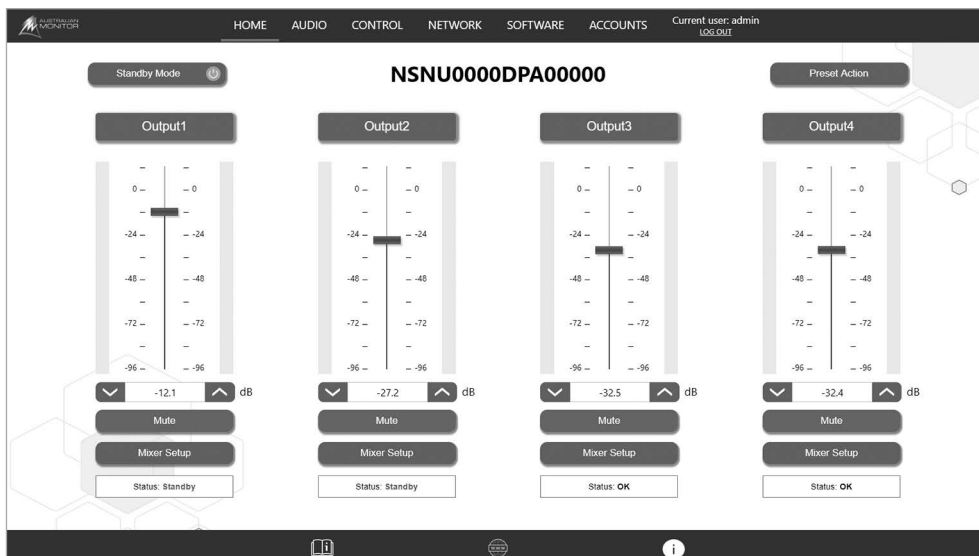 AUSTRALIAN
MONITOR
HOME AUDIO CONTROL NETWORK SOFTWARE ACCOUNTS Current user: admin
LOG OUT
Standby Mode NSNU0000DPA00000 Preset Action
Output1 Output2 Output3 Output4
0 0 0 0 0 0 0 0
-24 -24 -24 -24 -24 -24 -24 -24
-48 -48 -48 -48 -48 -48 -48 -48
-72 -72 -72 -72 -72 -72 -72 -72
-96 -96 -96 -96 -96 -96 -96 -96
-12.1 dB -27.2 dB -32.5 dB -32.4 dB
Mute Mute Mute Mute
Mixer Setup Mixer Setup Mixer Setup Mixer Setup
Status: Standby Status: Standby Status: OK Status: OK
i www i